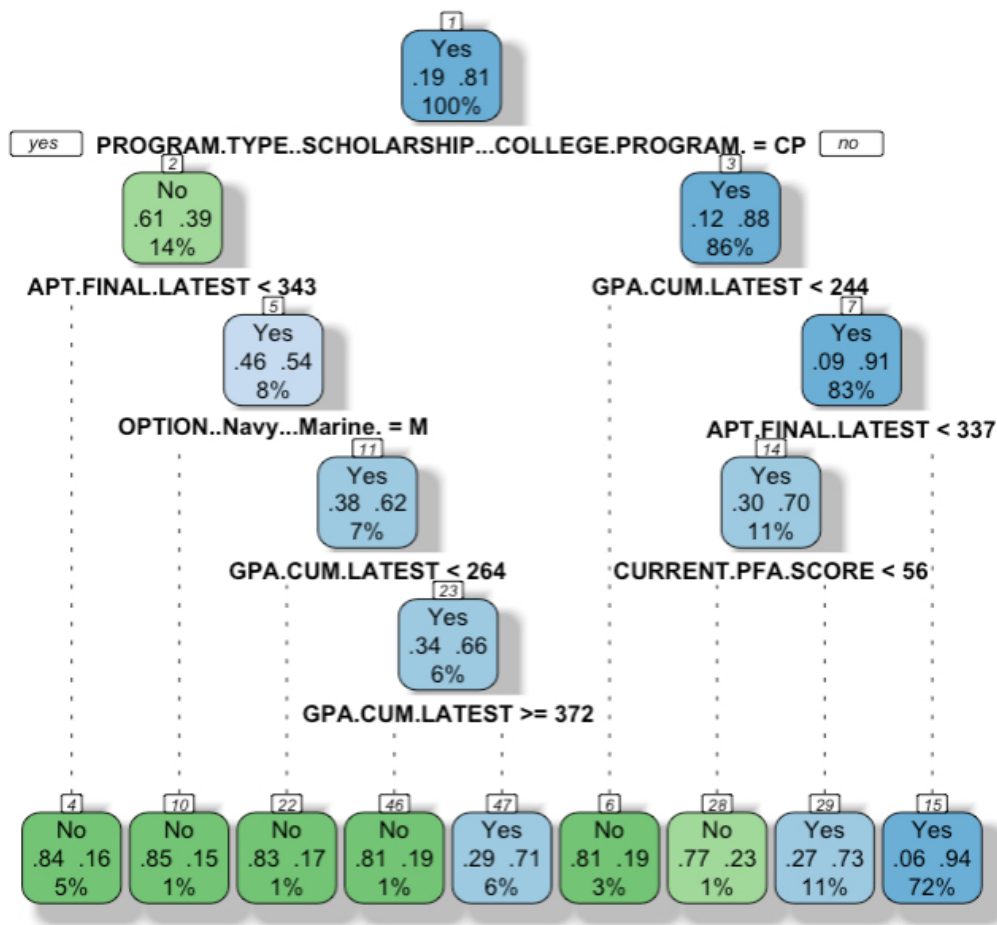 1
Yes
.19 .81
100%
yes PROGRAM.TYPE..SCHOLARSHIP...COLLEGE.PROGRAM. = CP no
2 3
No Yes
.61 .39 .12 .88
14% 86%
APT.FINAL.LATEST < 343 GPA.CUM.LATEST < 244
5 7
Yes Yes
.46 .54 .09 .91
8% 83%
OPTION..Navy...Marine. = M APT.FINAL.LATEST < 337
11 14
Yes Yes
.38 .62 .30 .70
7% 11%
GPA.CUM.LATEST < 264 CURRENT.PFA.SCORE < 56
23
Yes
.34 .66
6%
GPA.CUM.LATEST >= 372
4 10 22 46 47 6 28 29 15
No No No No Yes No No Yes Yes
.84 .16 .85 .15 .83 .17 .81 .19 .29 .71 .81 .19 .77 .23 .27 .73 .06 .94
5% 1% 1% 1% 6% 3% 1% 11% 72%